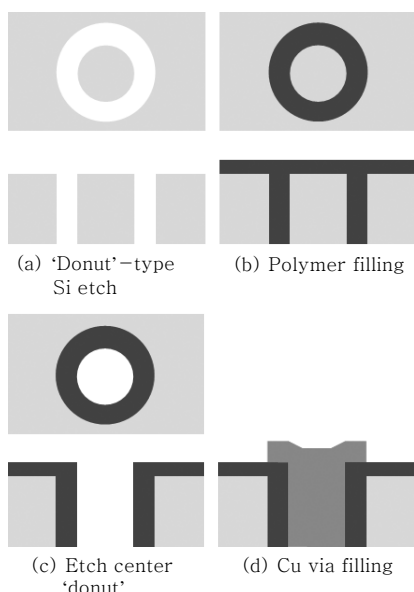 (a) ‘Donut’-type
Si etch
(b) Polymer filling
(c) Etch center
‘donut’
(d) Cu via filling